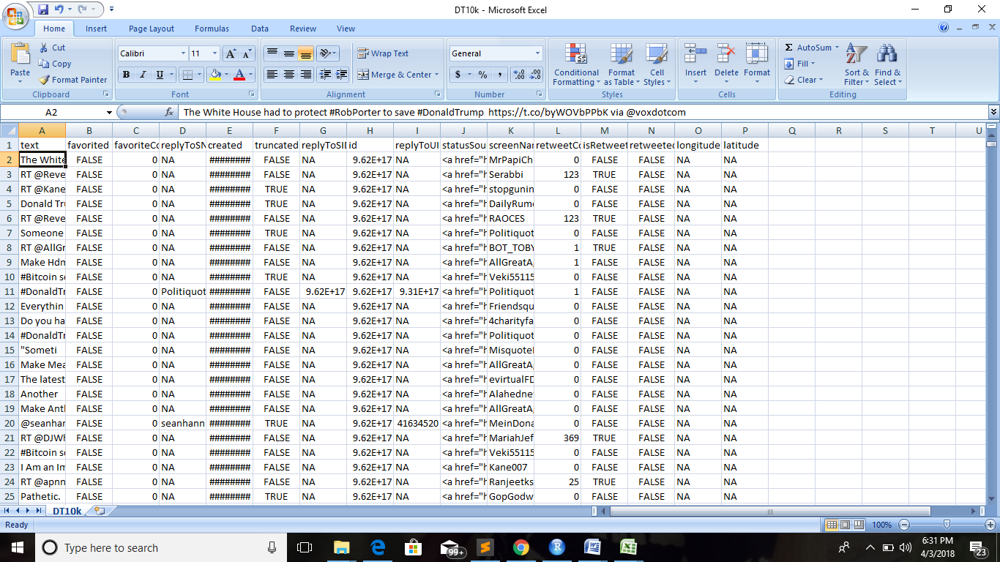 DT10k - Microsoft Excel
Home Insert Page Layout Formulas Data Review View
Paste
Cut
Copy
Format Painter
Clipboard
Calibri 11
B I U
Font
Wrap Text
Merge & Center
Alignment
General
$ % ,
Number
Conditional Formatting
Format as Table
Cell Styles
Styles
Insert Delete Format
Cells
AutoSum
Fill
Clear
Sort & Filter
Find & Select
Editing
A2 fx The White House had to protect #RobPorter to save #DonaldTrump https://t.co/byWOVbPPbK via @voxdotcom
A B C D E F G H I J K L M N O P Q R S T U
1 text favorited favoriteCo replyToSN created truncated replyToSID id replyToUI statusSou screenNar retweetCo isRetweet retweeted longitude latitude
2 The White FALSE 0 NA ######## FALSE NA 9.62E+17 NA <a href="h MrPapiCh 0 FALSE FALSE NA NA
3 RT @Reve FALSE 0 NA ######## FALSE NA 9.62E+17 NA <a href="h Serabbi 123 TRUE FALSE NA NA
4 RT @Kane FALSE 0 NA ######## TRUE NA 9.62E+17 NA <a href="h stopgunin 0 FALSE FALSE NA NA
5 Donald Tru FALSE 0 NA ######## TRUE NA 9.62E+17 NA <a href="h DailyRumo 0 FALSE FALSE NA NA
6 RT @Reve FALSE 0 NA ######## FALSE NA 9.62E+17 NA <a href="h RAOCES 123 TRUE FALSE NA NA
7 Someone FALSE 0 NA ######## TRUE NA 9.62E+17 NA <a href="h Politiquot 0 FALSE FALSE NA NA
8 RT @AllGr FALSE 0 NA ######## FALSE NA 9.62E+17 NA <a href="h BOT_TOBY 1 TRUE FALSE NA NA
9 Make Hdm FALSE 0 NA ######## FALSE NA 9.62E+17 NA <a href="h AllGreatA 1 FALSE FALSE NA NA
10 #Bitcoin so FALSE 0 NA ######## TRUE NA 9.62E+17 NA <a href="h Veki55115 0 FALSE FALSE NA NA
11 #DonaldTr FALSE 0 Politiquot ######## FALSE 9.62E+17 9.62E+17 9.31E+17 <a href="h Politiquot 1 FALSE FALSE NA NA
12 Everythin FALSE 0 NA ######## FALSE NA 9.62E+17 NA <a href="h Friendsqu 0 FALSE FALSE NA NA
13 Do you ha FALSE 0 NA ######## FALSE NA 9.62E+17 NA <a href="h 4charityfa 0 FALSE FALSE NA NA
14 #DonaldTr FALSE 0 NA ######## FALSE NA 9.62E+17 NA <a href="h Politiquot 0 FALSE FALSE NA NA
15 "Someti FALSE 0 NA ######## FALSE NA 9.62E+17 NA <a href="h Misquote 0 FALSE FALSE NA NA
16 Make Mea FALSE 0 NA ######## FALSE NA 9.62E+17 NA <a href="h AllGreatA 0 FALSE FALSE NA NA
17 The latest FALSE 0 NA ######## FALSE NA 9.62E+17 NA <a href="h evirtualFD 0 FALSE FALSE NA NA
18 Another FALSE 0 NA ######## FALSE NA 9.62E+17 NA <a href="h Alahedne 0 FALSE FALSE NA NA
19 Make Antl FALSE 0 NA ######## FALSE NA 9.62E+17 NA <a href="h AllGreatA 0 FALSE FALSE NA NA
20 @seanhar FALSE 0 seanhann ######## TRUE NA 9.62E+17 41634520 <a href="h MeinDona 0 FALSE FALSE NA NA
21 RT @DJWh FALSE 0 NA ######## FALSE NA 9.62E+17 NA <a href="h MariahJef 369 TRUE FALSE NA NA
22 #Bitcoin so FALSE 0 NA ######## FALSE NA 9.62E+17 NA <a href="h Veki55115 0 FALSE FALSE NA NA
23 I Am an Im FALSE 0 NA ######## FALSE NA 9.62E+17 NA <a href="h Kane007 0 FALSE FALSE NA NA
24 RT @apnn FALSE 0 NA ######## FALSE NA 9.62E+17 NA <a href="h Ranjeetks 25 TRUE FALSE NA NA
25 Pathetic. FALSE 0 NA ######## TRUE NA 9.62E+17 NA <a href="h GopGodw 0 FALSE FALSE NA NA
DT10k
Ready 100%
Type here to search 99+ 6:31 PM
4/3/2018 23